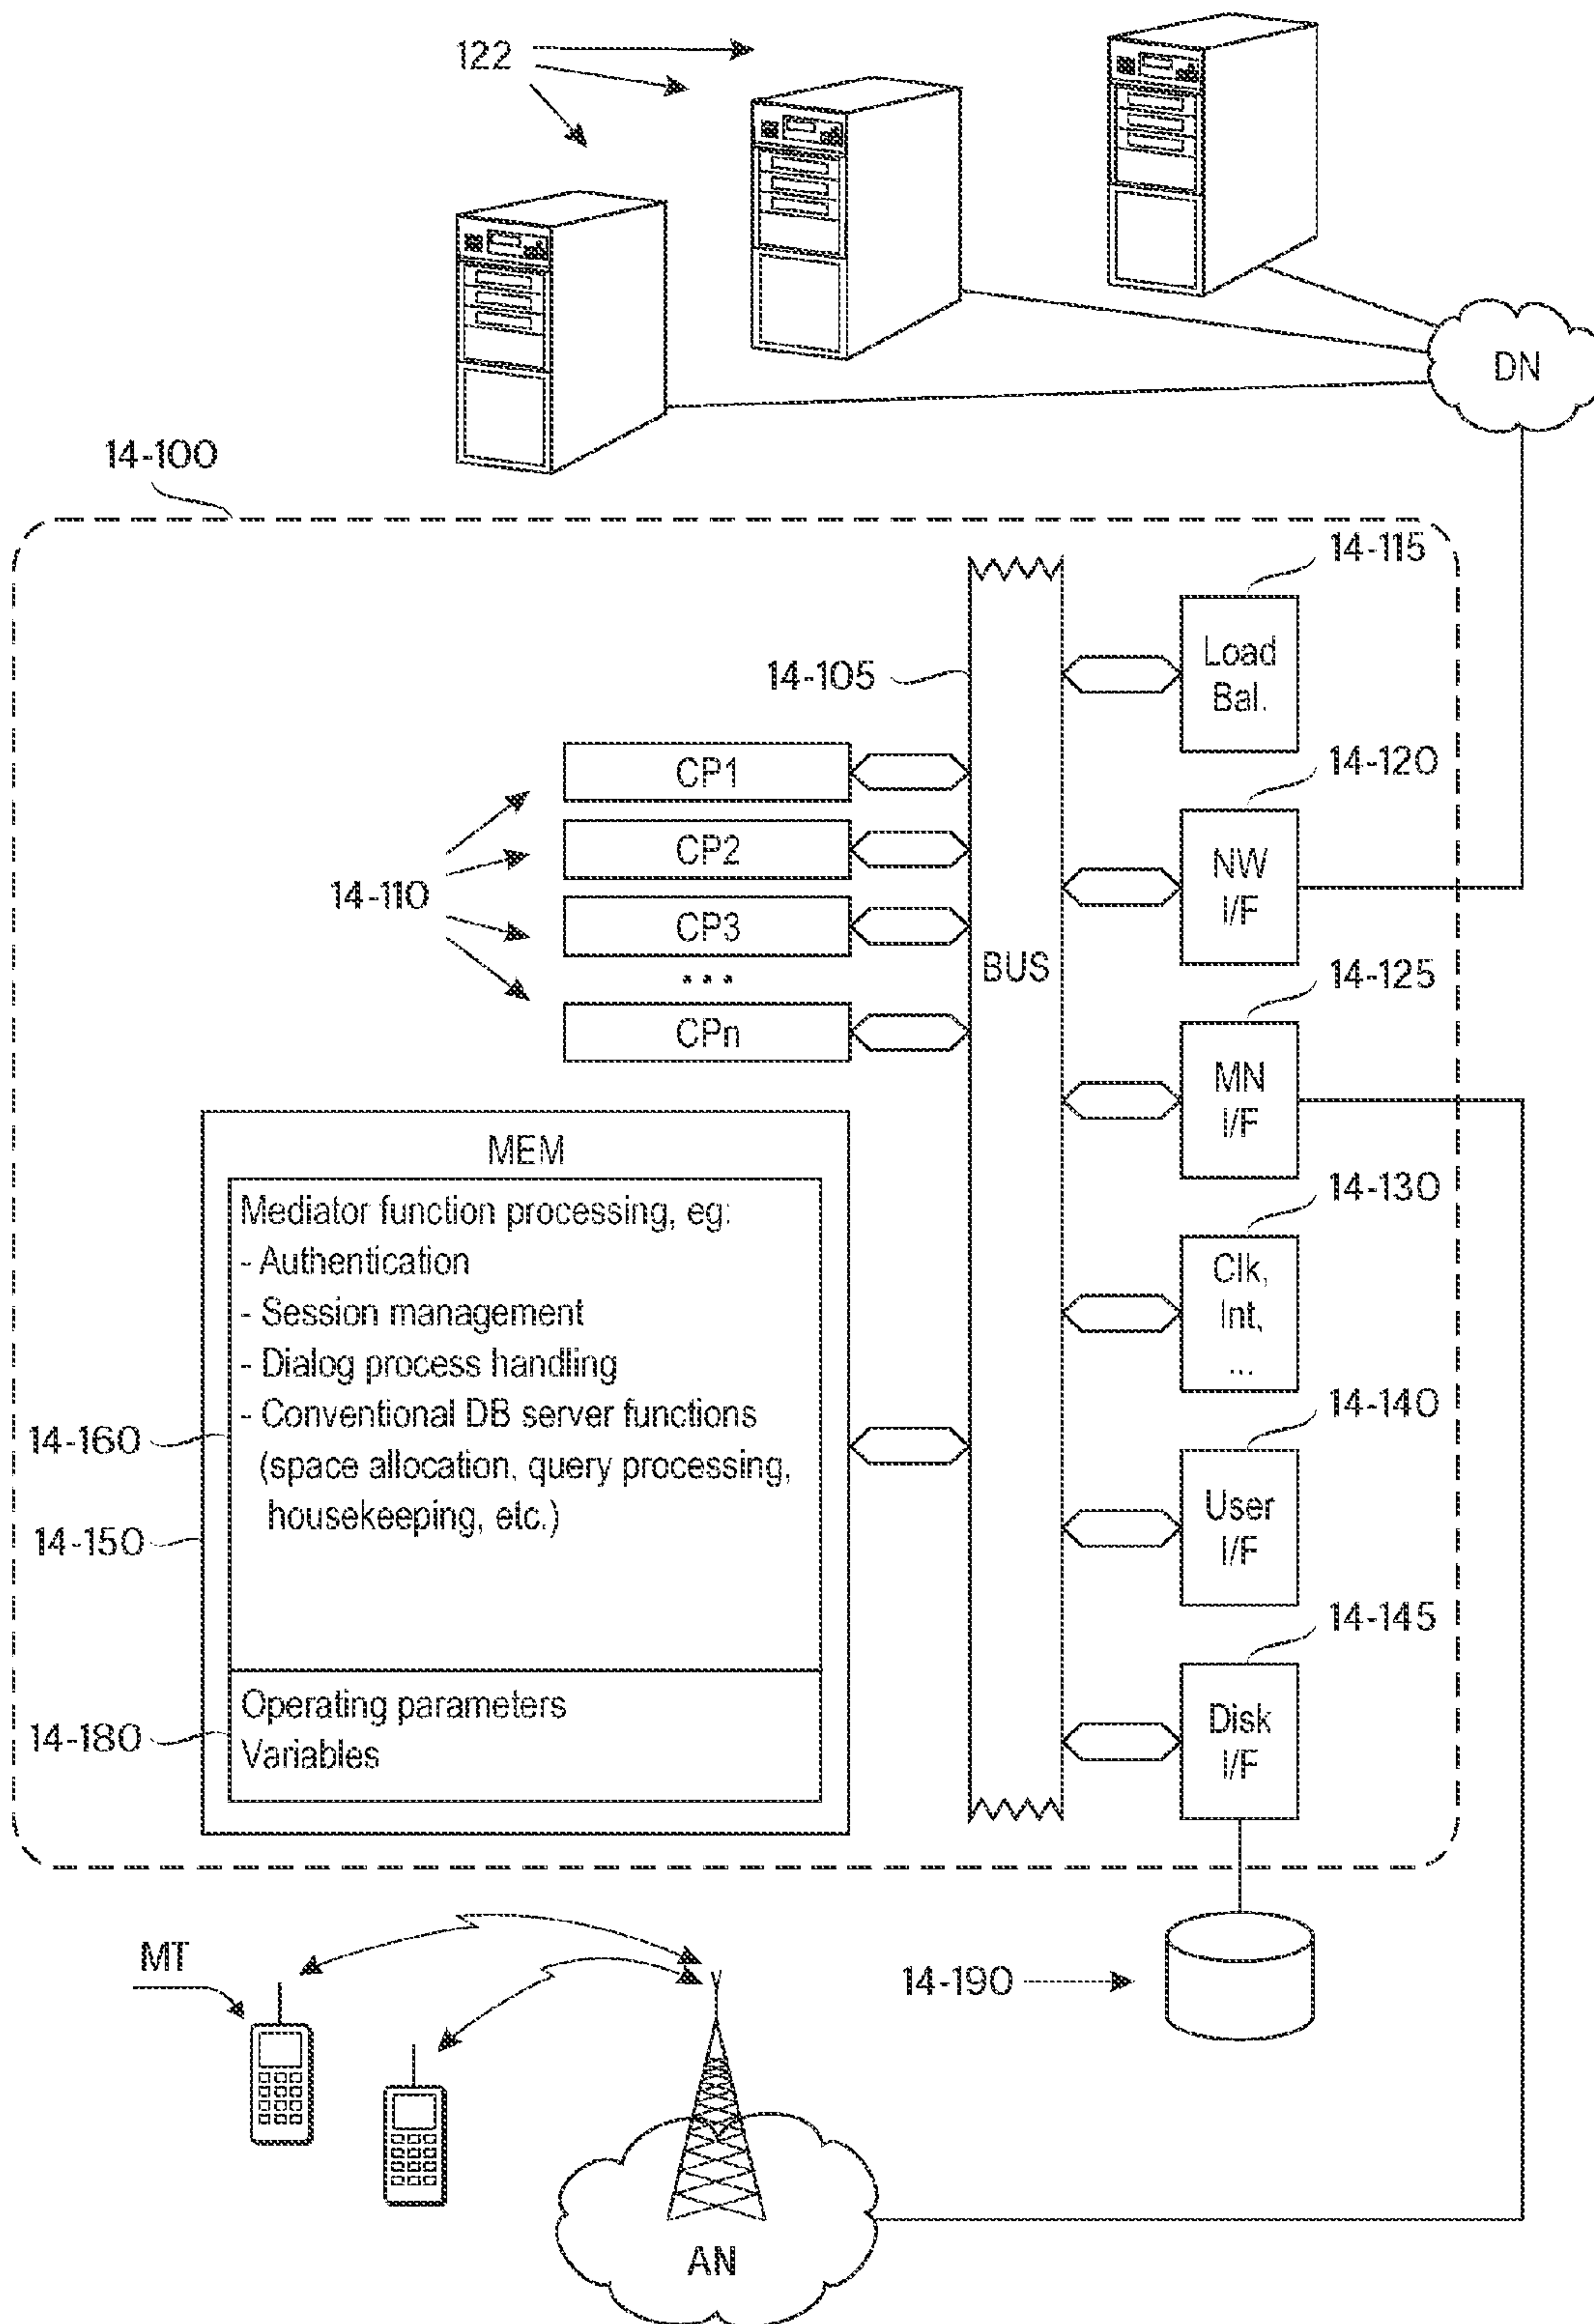 122
DN
14-100
14-115
Load
Bal.
14-105
14-120
CP1
CP2
NW
I/F
14-110
CP3
...
BUS
14-125
CPn
MN
I/F
MEM
14-130
Mediator function processing, eg:
- Authentication
- Session management
- Dialog process handling
- Conventional DB server functions
(space allocation, query processing,
housekeeping, etc.)
Clk,
Int,
...
14-140
14-160
14-150
User
I/F
14-145
Operating parameters
Variables
14-180
Disk
I/F
MT
14-190
AN